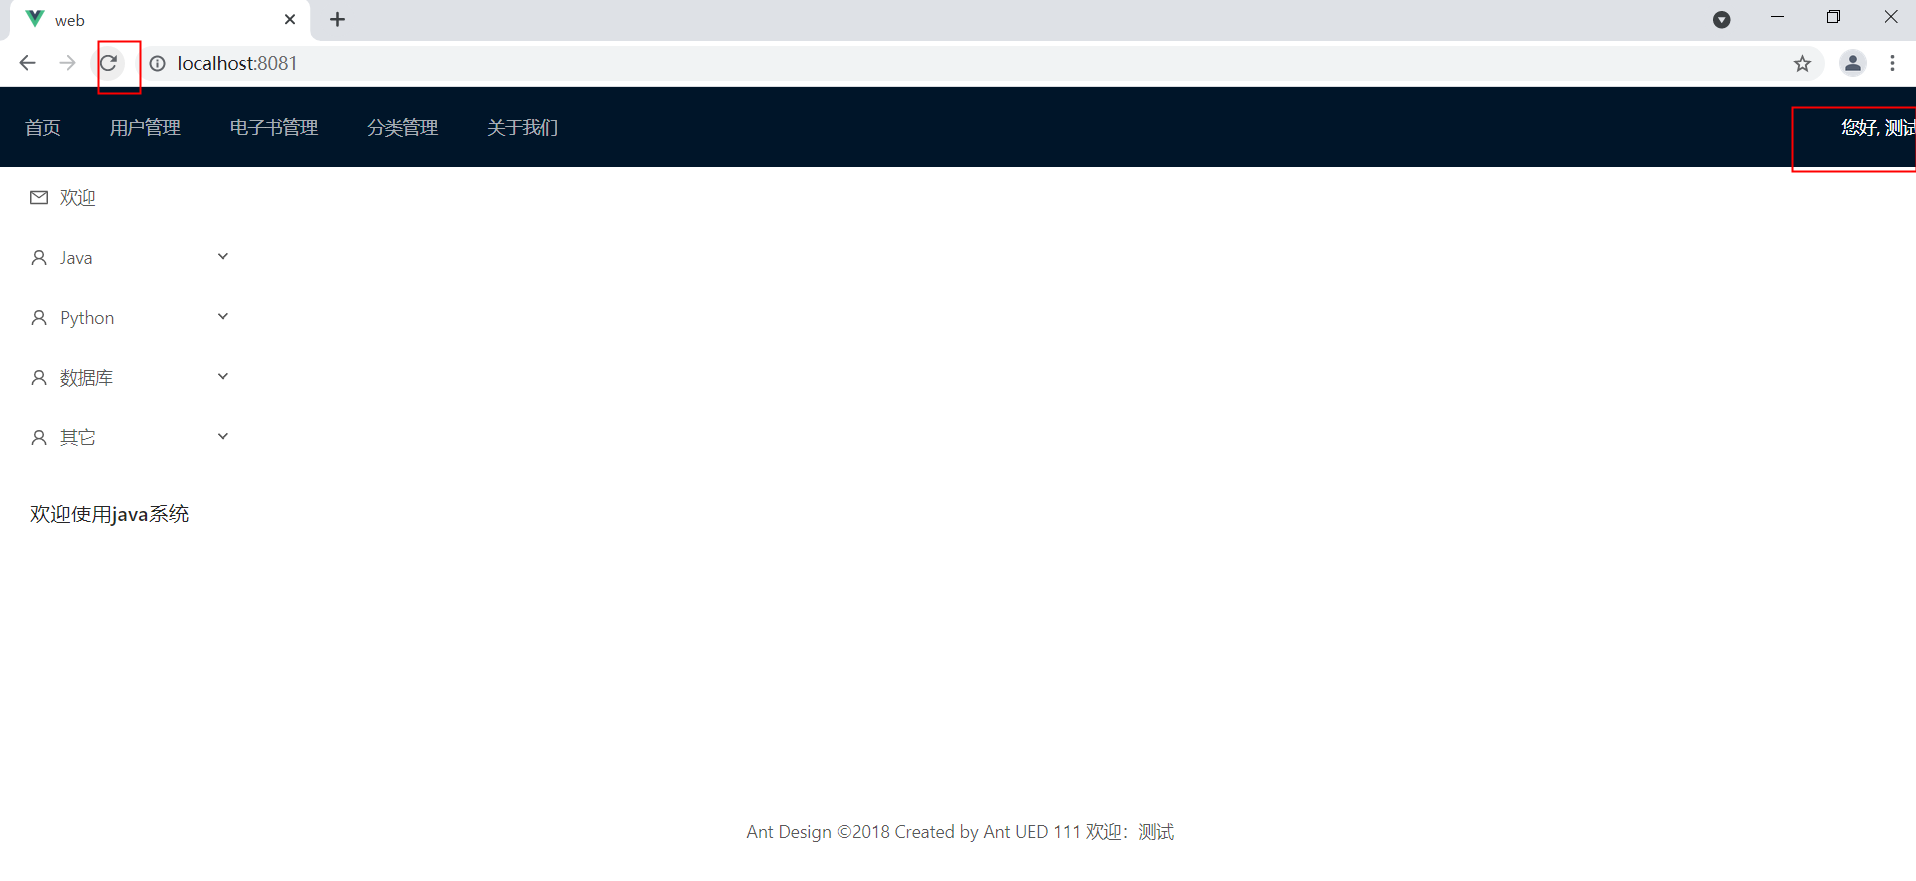 web
localhost:8081
首页 用户管理 电子书管理 分类管理 关于我们 您好, 测试
欢迎
Java
Python
数据库
其它
欢迎使用java系统
Ant Design ©2018 Created by Ant UED 111 欢迎：测试